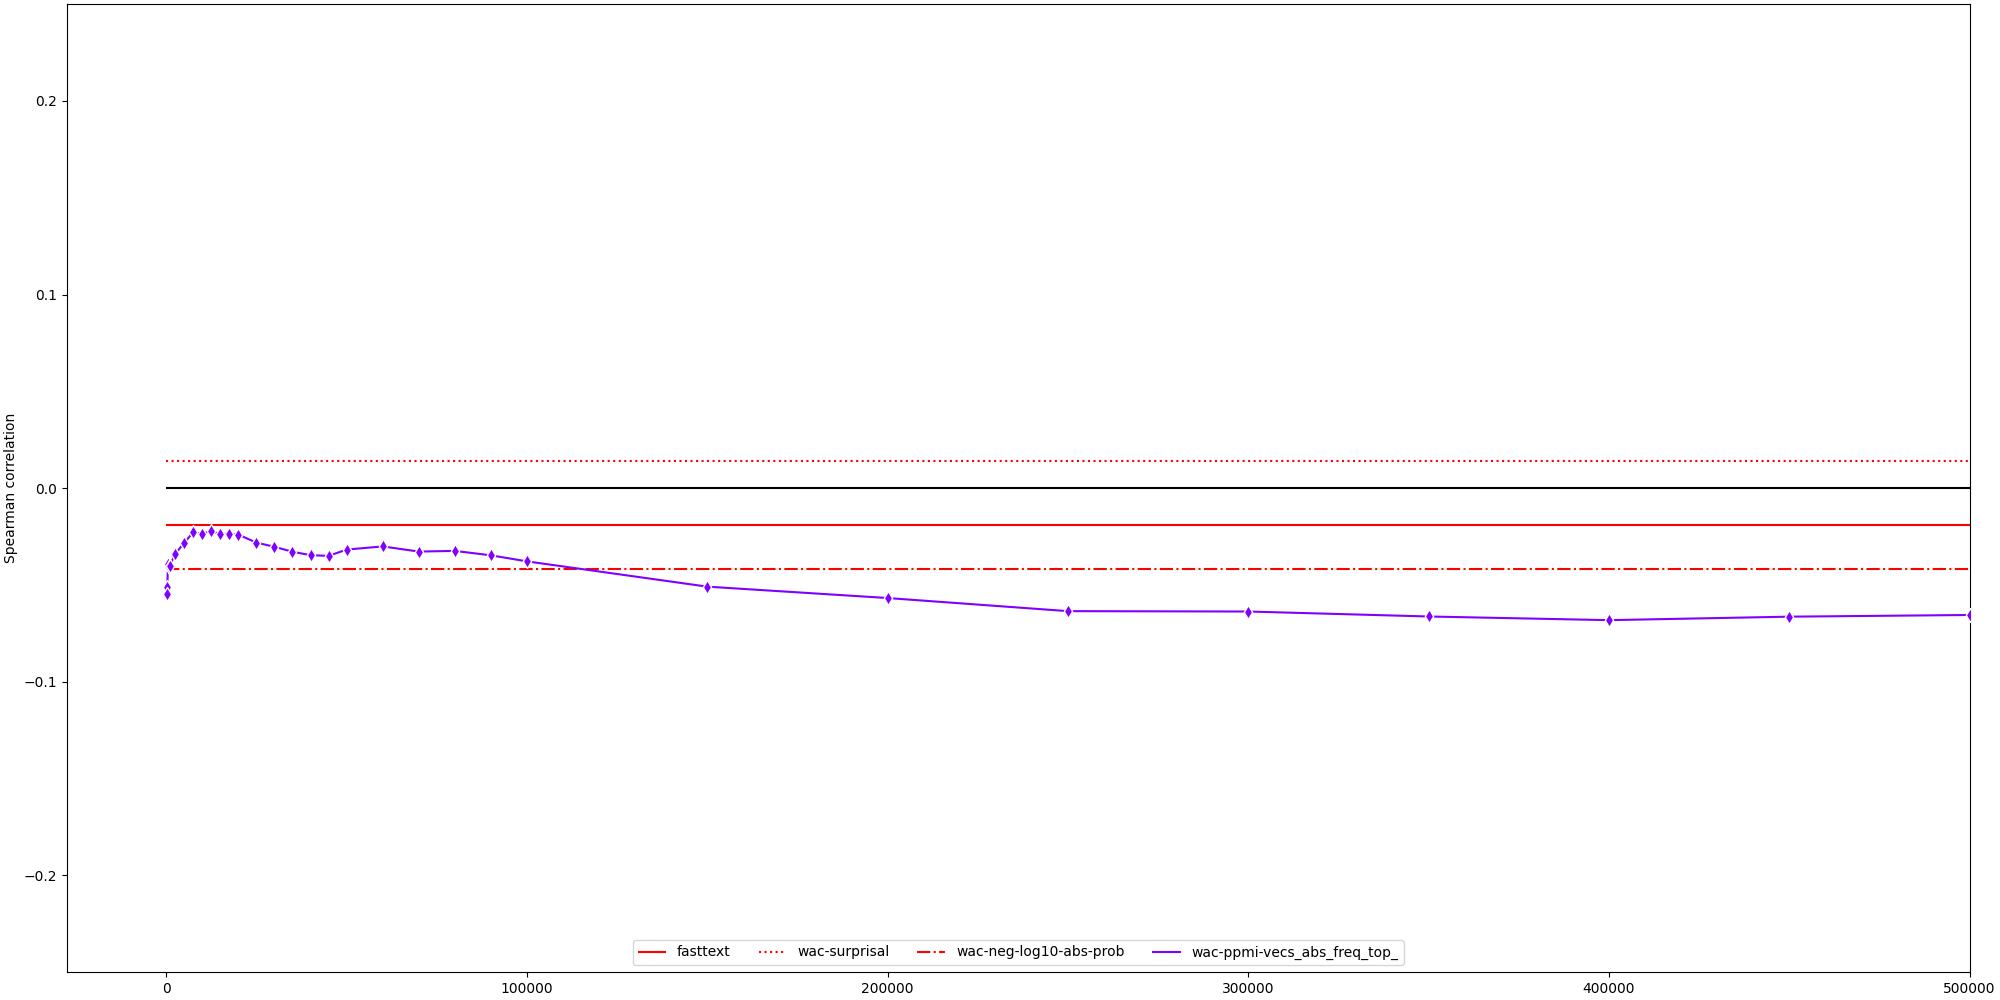 0.2
0.1
0.0
−0.1
−0.2
Spearman correlation
fasttext wac-surprisal wac-neg-log10-abs-prob wac-ppmi-vecs_abs_freq_top_
0 100000 200000 300000 400000 500000